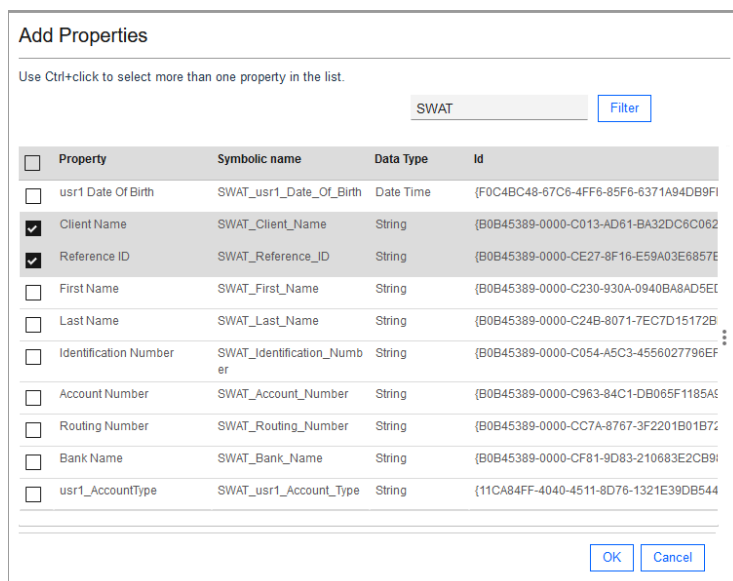 Add Properties
Use Ctrl+click to select more than one property in the list.
SWAT Filter
Property Symbolic name Data Type Id
usr1 Date Of Birth SWAT_usr1_Date_Of_Birth Date Time {F0C4BC48-67C6-4FF6-85F6-6371A94DB9F
Client Name SWAT_Client_Name String {B0B45389-0000-C013-AD61-BA32DC6C062
Reference ID SWAT_Reference_ID String {B0B45389-0000-CE27-8F16-E59A03E6857E
First Name SWAT_First_Name String {B0B45389-0000-C230-930A-0940BA8AD5E
Last Name SWAT_Last_Name String {B0B45389-0000-C24B-8071-7EC7D15172B
Identification Number SWAT_Identification_Numb String {B0B45389-0000-C054-A5C3-4556027796EF
er
Account Number SWAT_Account_Number String {B0B45389-0000-C963-84C1-DB065F1185A9
Routing Number SWAT_Routing_Number String {B0B45389-0000-CC7A-8767-3F2201B01B72
Bank Name SWAT_Bank_Name String {B0B45389-0000-CF81-9D83-210683E2CB9
usr1_AccountType SWAT_usr1_Account_Type String {11CA84FF-4040-4511-8D76-1321E39DB544
OK Cancel